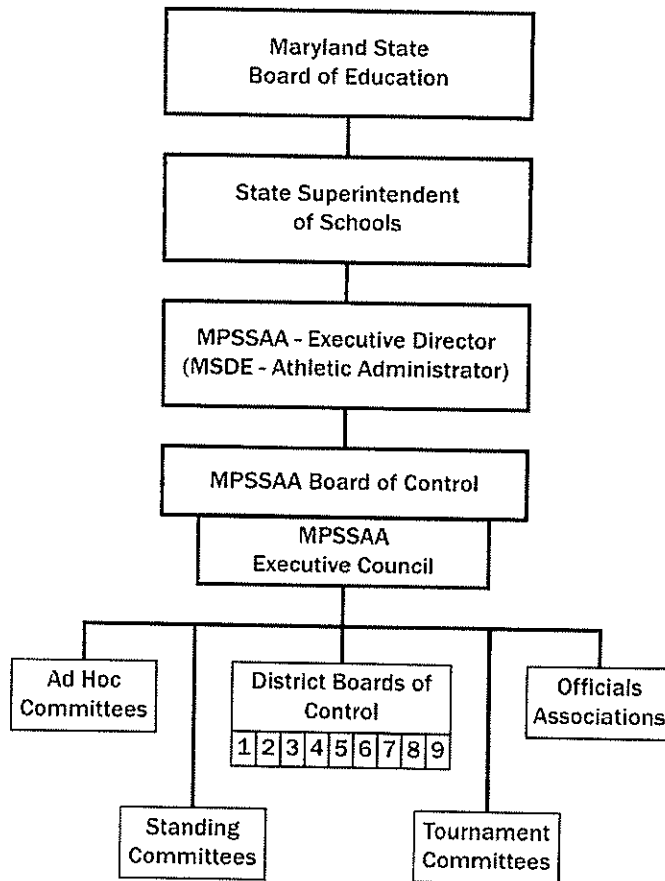 Maryland State
Board of Education
State Superintendent
of Schools
MPSSAA - Executive Director
(MSDE - Athletic Administrator)
MPSSAA Board of Control
MPSSAA
Executive Council
Ad Hoc
Committees
District Boards of
Control
1 2 3 4 5 6 7 8 9
Officials
Associations
Standing
Committees
Tournament
Committees